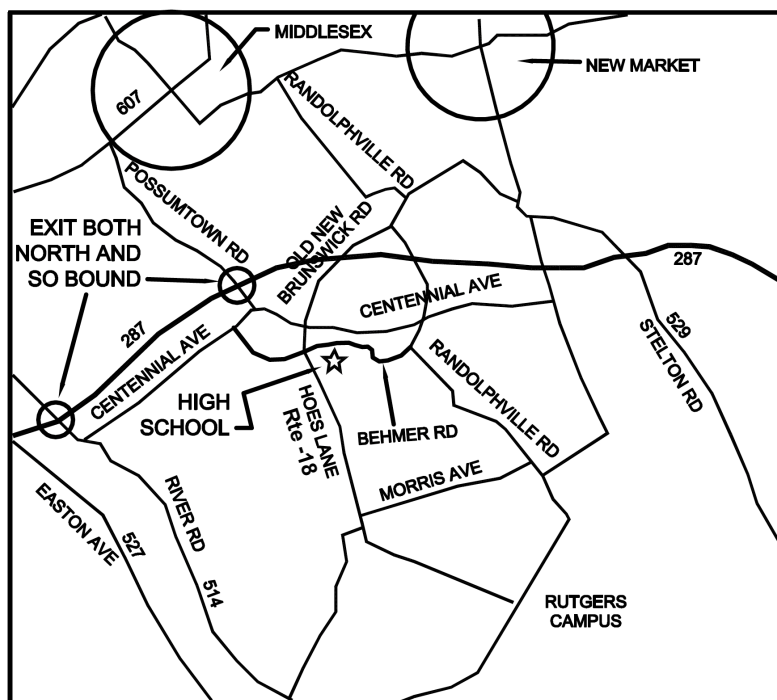 MIDDLESEX
NEW MARKET
607
RANDOLPHVILLE RD
POSSUMTOWN RD
OLD NEW
BRUNSWICK RD
EXIT BOTH
NORTH AND
SO BOUND
287
CENTENNIAL AVE
287
CENTENNIAL AVE
529
STELTON RD
HIGH
SCHOOL
HOES LANE
Rte -18
BEHMER RD
RANDOLPHVILLE RD
MORRIS AVE
EASTON AVE
527
RIVER RD
514
RUTGERS
CAMPUS